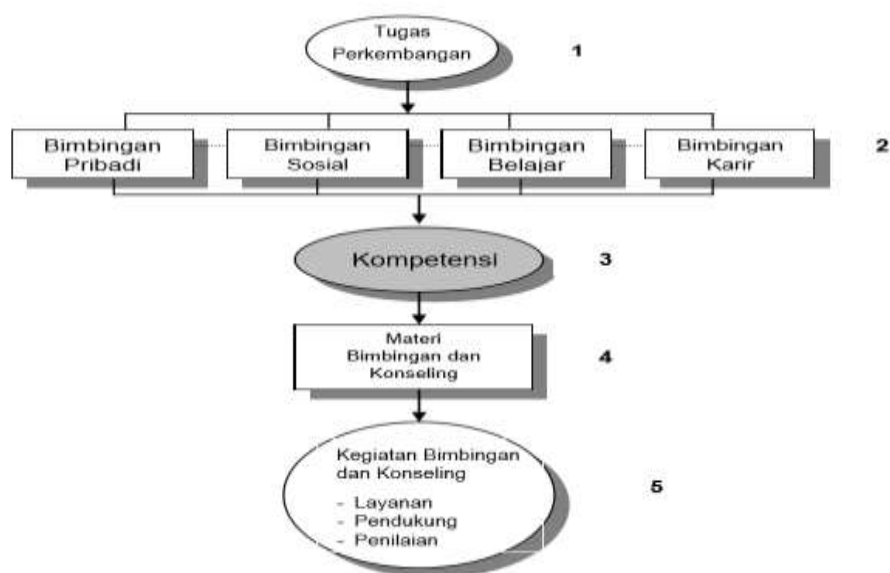 Tugas
Perkembangan
1
Bimbingan
Pribadi
Bimbingan
Sosial
Bimbingan
Belajar
Bimbingan
Karir
2
Kompetensi
3
Materi
Bimbingan dan
Konseling
4
Kegiatan Bimbingan
dan Konseling
- Layanan
- Pendukung
- Penilaian
5